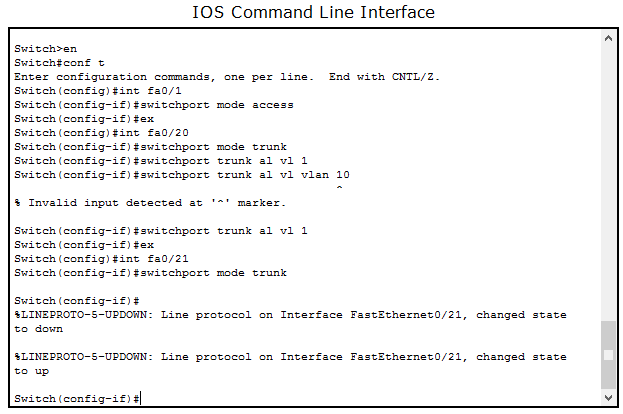 IOS Command Line Interface
Switch>en
Switch#conf t
Enter configuration commands, one per line.  End with CNTL/Z.
Switch(config)#int fa0/1
Switch(config-if)#switchport mode access
Switch(config-if)#ex
Switch(config)#int fa0/20
Switch(config-if)#switchport mode trunk
Switch(config-if)#switchport trunk al vl 1
Switch(config-if)#switchport trunk al vl vlan 10
^
% Invalid input detected at '^' marker.
Switch(config-if)#switchport trunk al vl 1
Switch(config-if)#ex
Switch(config)#int fa0/21
Switch(config-if)#switchport mode trunk
Switch(config-if)#
%LINEPROTO-5-UPDOWN: Line protocol on Interface FastEthernet0/21, changed state
to down
%LINEPROTO-5-UPDOWN: Line protocol on Interface FastEthernet0/21, changed state
to up
Switch(config-if)#